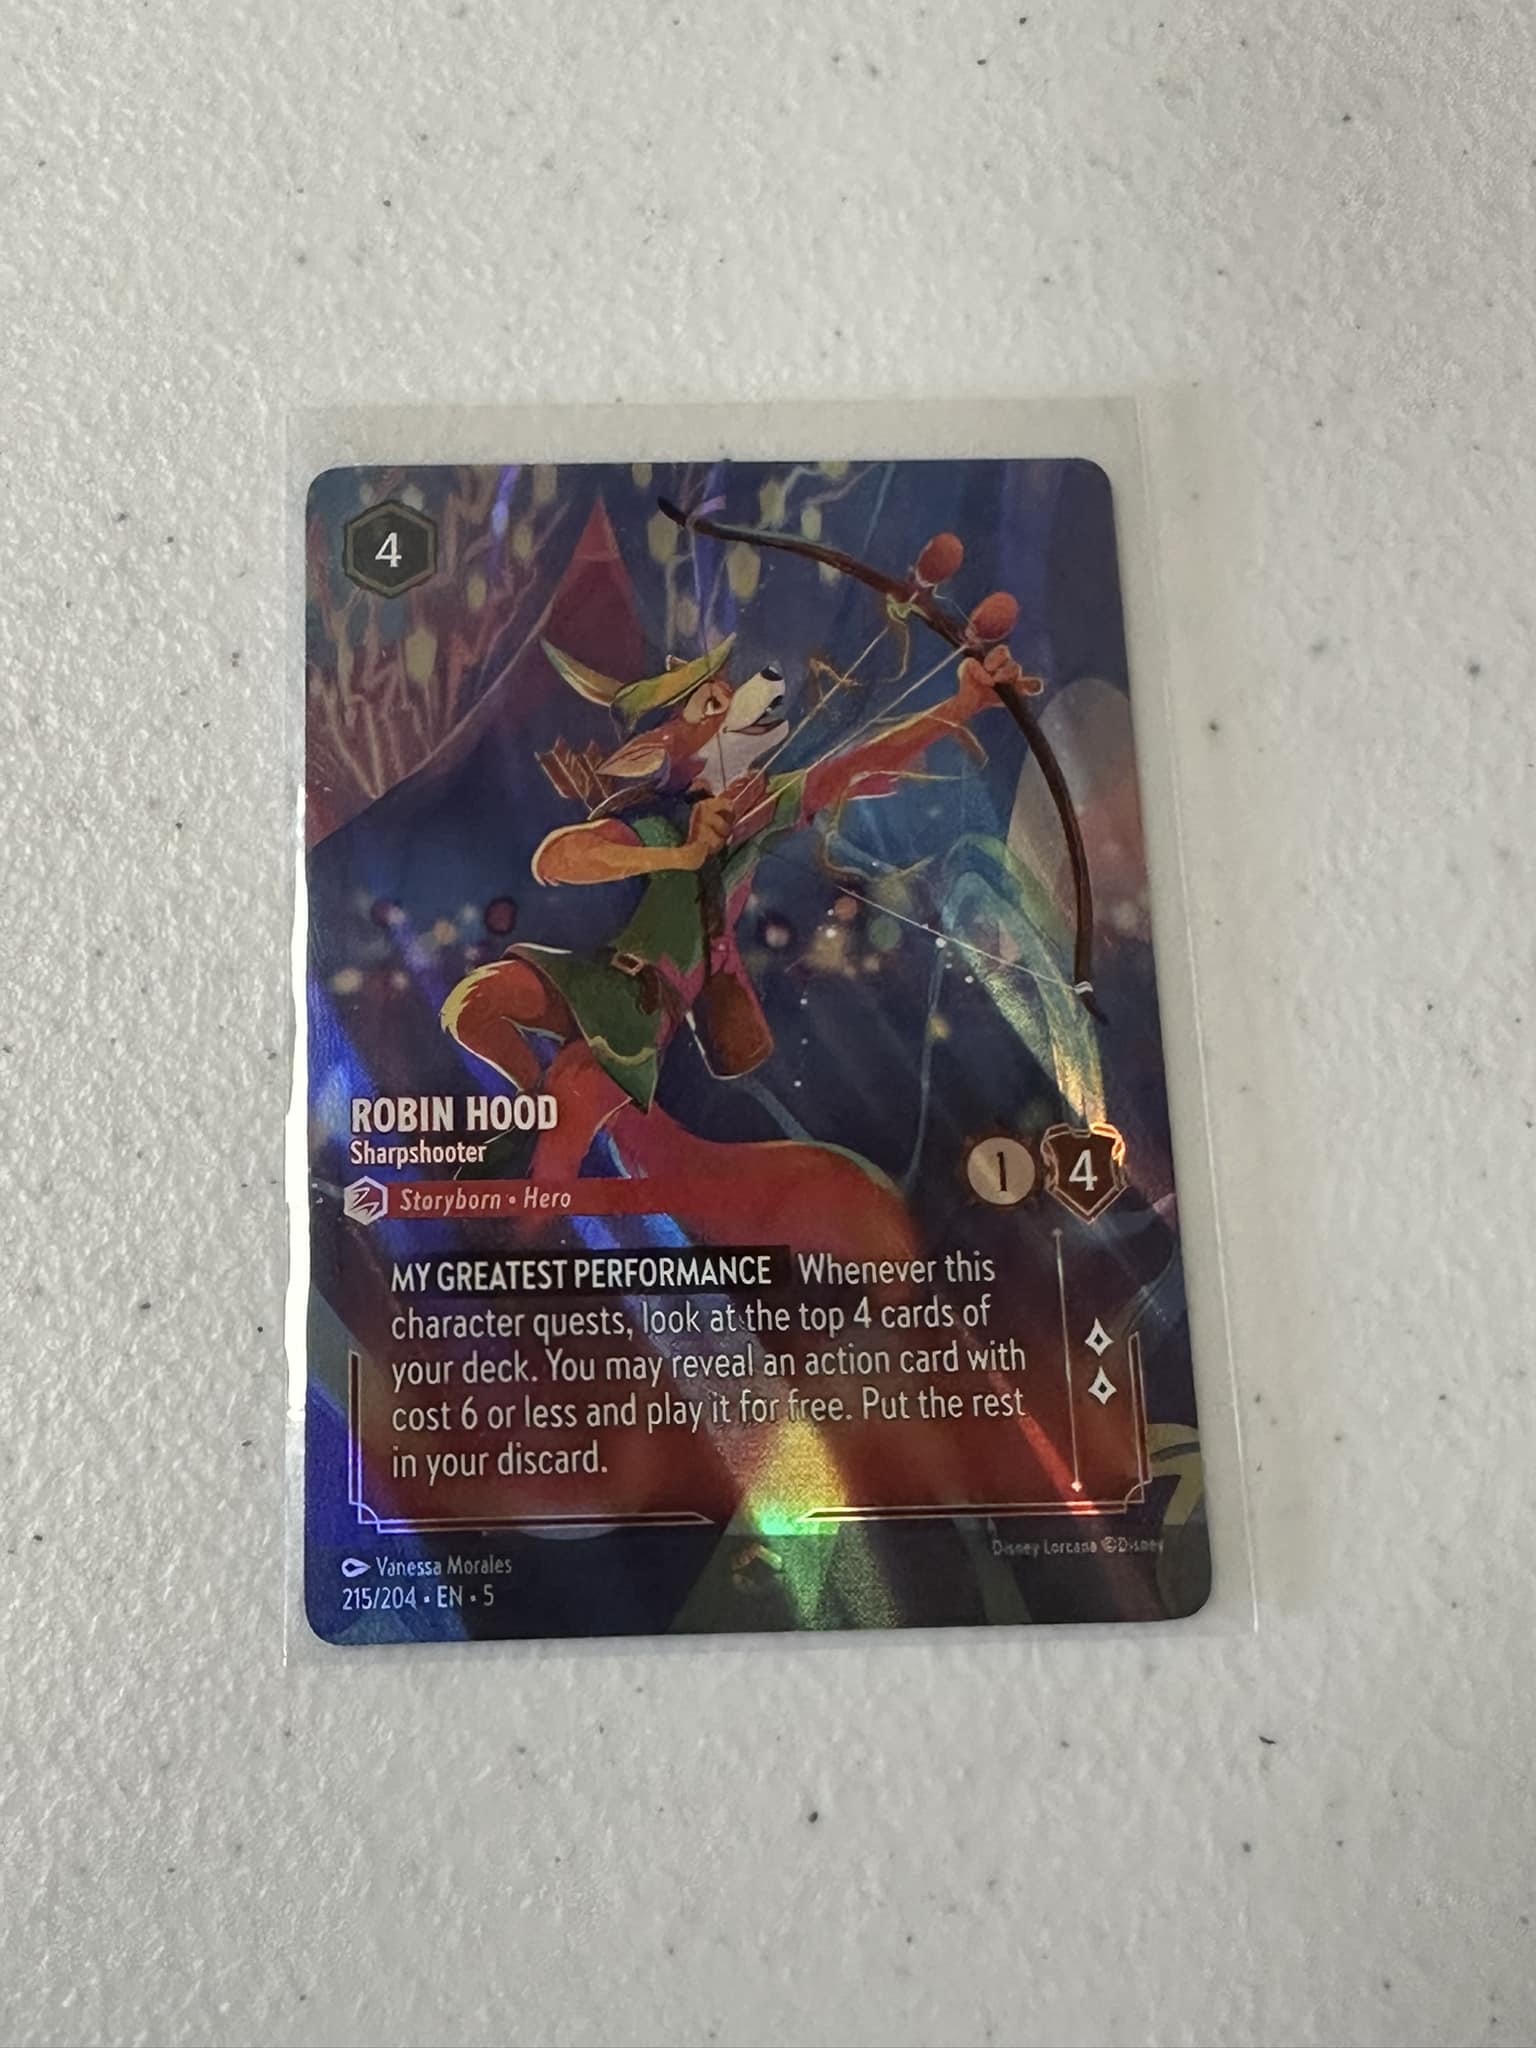 4
ROBIN HOOD
Sharpshooter
1 4
Storyborn • Hero
MY GREATEST PERFORMANCE Whenever this
character quests, look at the top 4 cards of
your deck. You may reveal an action card with
cost 6 or less and play it for free. Put the rest
in your discard.
Vanessa Morales
Disney Lorcana ©Disney
215/204 • EN • 5